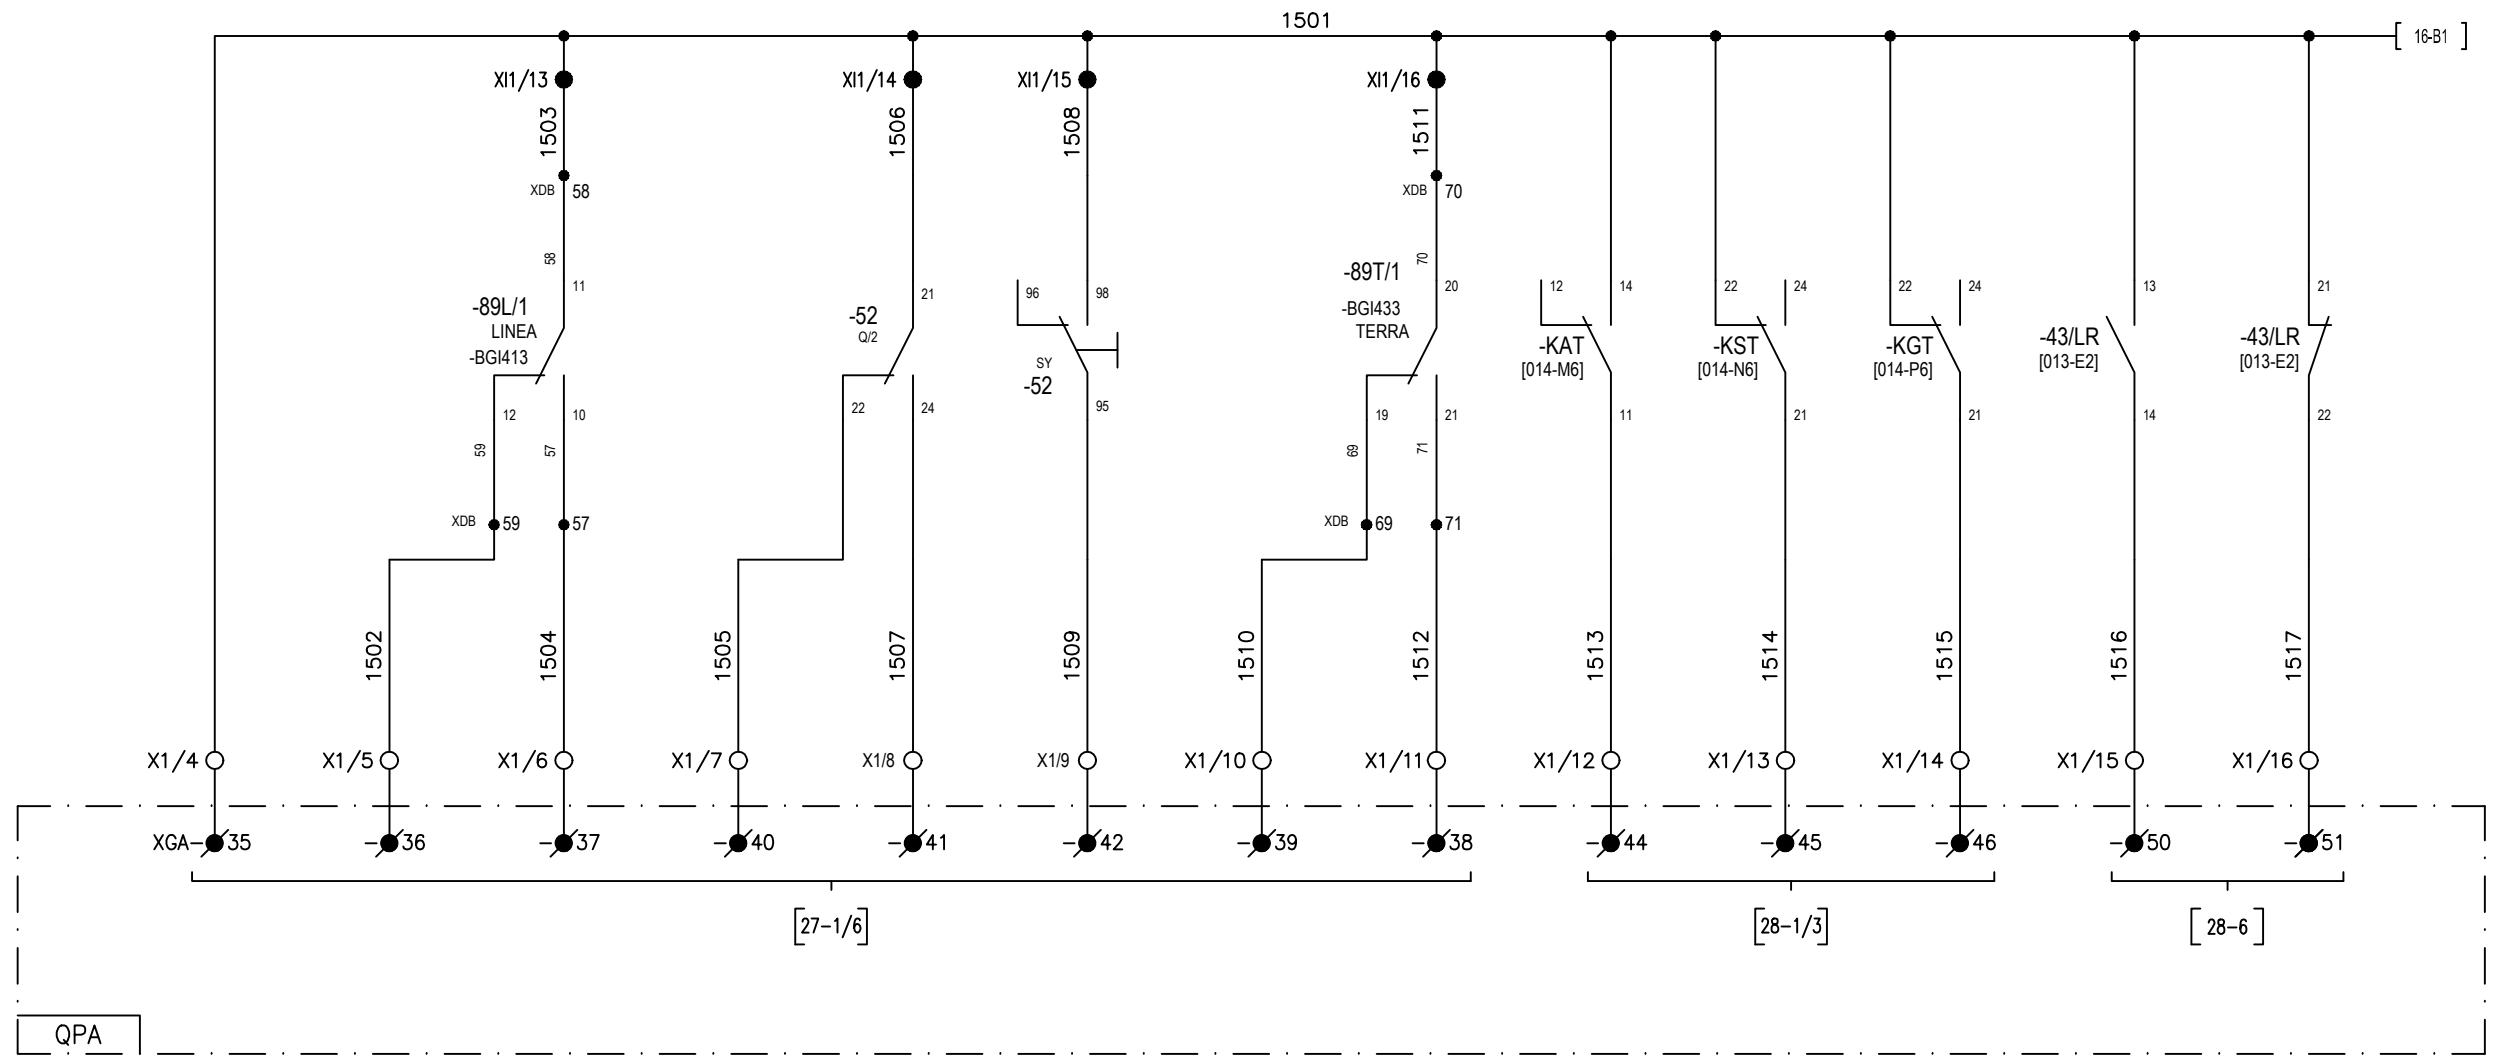 1501
16-B1
XI1/13
XI1/14
XI1/15
XI1/16
1503
1506
1508
1511
XDB 58
XDB 70
58
70
11
21
96
98
20
12
14
22
24
22
24
13
21
-89L/1
LINEA
-BGI413
-52
Q/2
SY
-52
-89T/1
-BGI433
TERRA
-KAT
[014-M6]
-KST
[014-N6]
-KGT
[014-P6]
-43/LR
[013-E2]
-43/LR
[013-E2]
12
10
22
24
95
19
21
11
21
21
14
22
59
57
69
71
XDB 59
57
XDB 69
71
1502
1504
1505
1507
1509
1510
1512
1513
1514
1515
1516
1517
X1/4
X1/5
X1/6
X1/7
X1/8
X1/9
X1/10
X1/11
X1/12
X1/13
X1/14
X1/15
X1/16
XGA-35
-36
-37
-40
-41
-42
-39
-38
-44
-45
-46
-50
-51
[27-1/6]
[28-1/3]
[28-6]
QPA